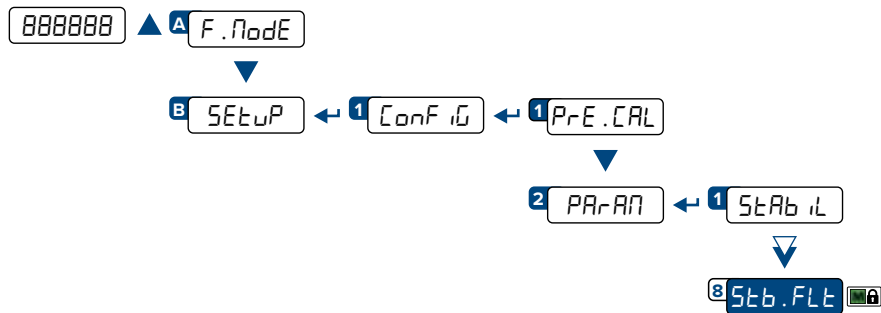 888888 A F.ModE
B SEtuP 1 ConFiG 1 PrE.CAL
2 PArAM 1 StAbiL
8 Stb.FLt